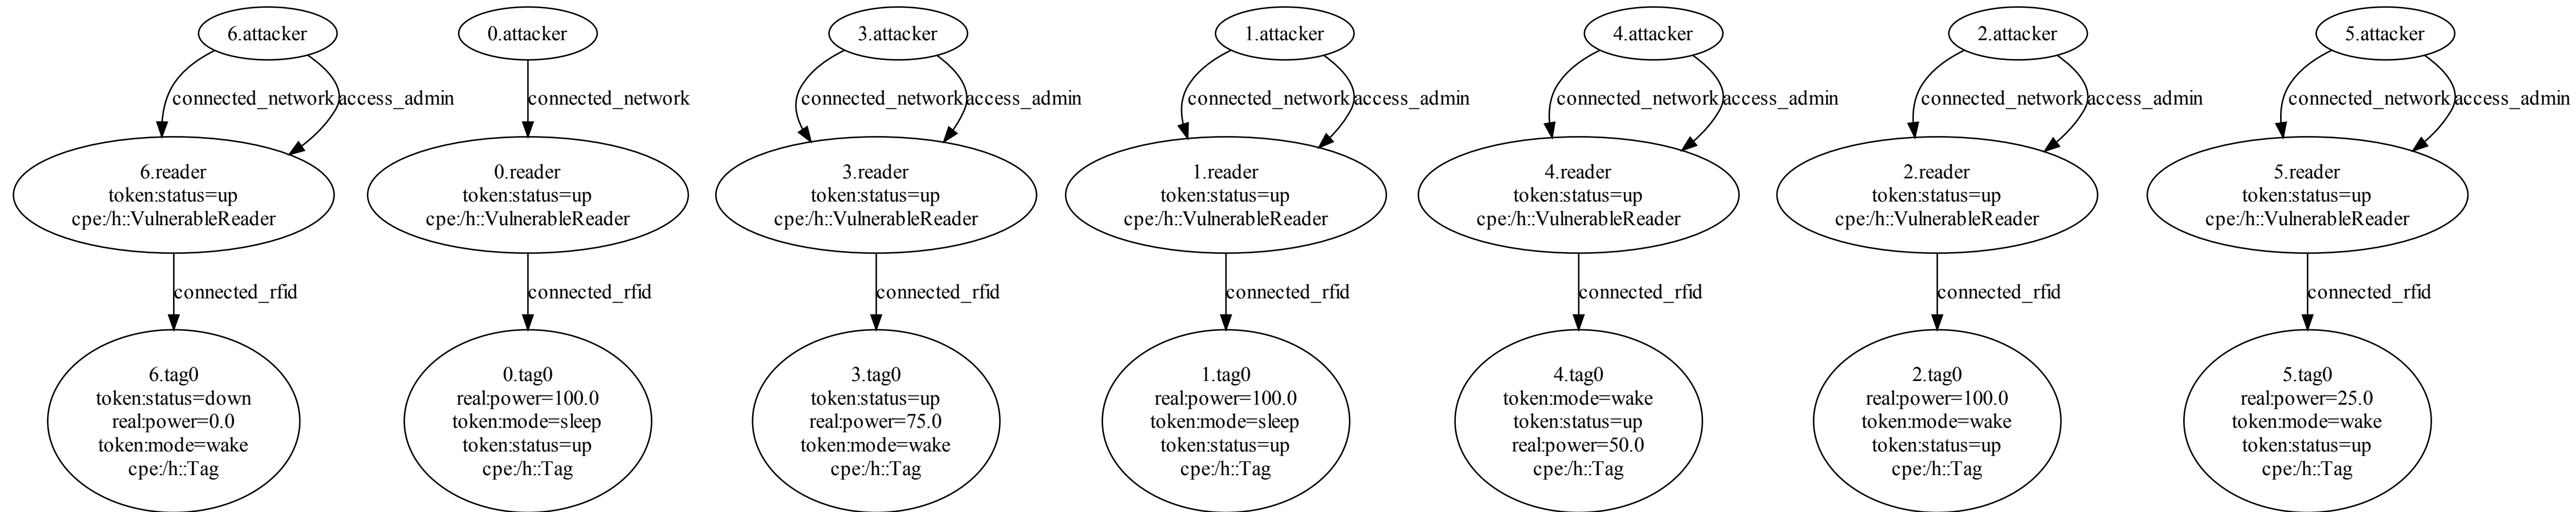 6.attacker
0.attacker
3.attacker
1.attacker
4.attacker
2.attacker
5.attacker
connected_network
access_admin
connected_network
connected_network
access_admin
connected_network
access_admin
connected_network
access_admin
connected_network
access_admin
connected_network
access_admin
6.reader
token:status=up
cpe:/h::VulnerableReader
0.reader
token:status=up
cpe:/h::VulnerableReader
3.reader
token:status=up
cpe:/h::VulnerableReader
1.reader
token:status=up
cpe:/h::VulnerableReader
4.reader
token:status=up
cpe:/h::VulnerableReader
2.reader
token:status=up
cpe:/h::VulnerableReader
5.reader
token:status=up
cpe:/h::VulnerableReader
connected_rfid
connected_rfid
connected_rfid
connected_rfid
connected_rfid
connected_rfid
connected_rfid
6.tag0
token:status=down
real:power=0.0
token:mode=wake
cpe:/h::Tag
0.tag0
real:power=100.0
token:mode=sleep
token:status=up
cpe:/h::Tag
3.tag0
token:status=up
real:power=75.0
token:mode=wake
cpe:/h::Tag
1.tag0
real:power=100.0
token:mode=sleep
token:status=up
cpe:/h::Tag
4.tag0
token:mode=wake
token:status=up
real:power=50.0
cpe:/h::Tag
2.tag0
real:power=100.0
token:mode=wake
token:status=up
cpe:/h::Tag
5.tag0
real:power=25.0
token:mode=wake
token:status=up
cpe:/h::Tag